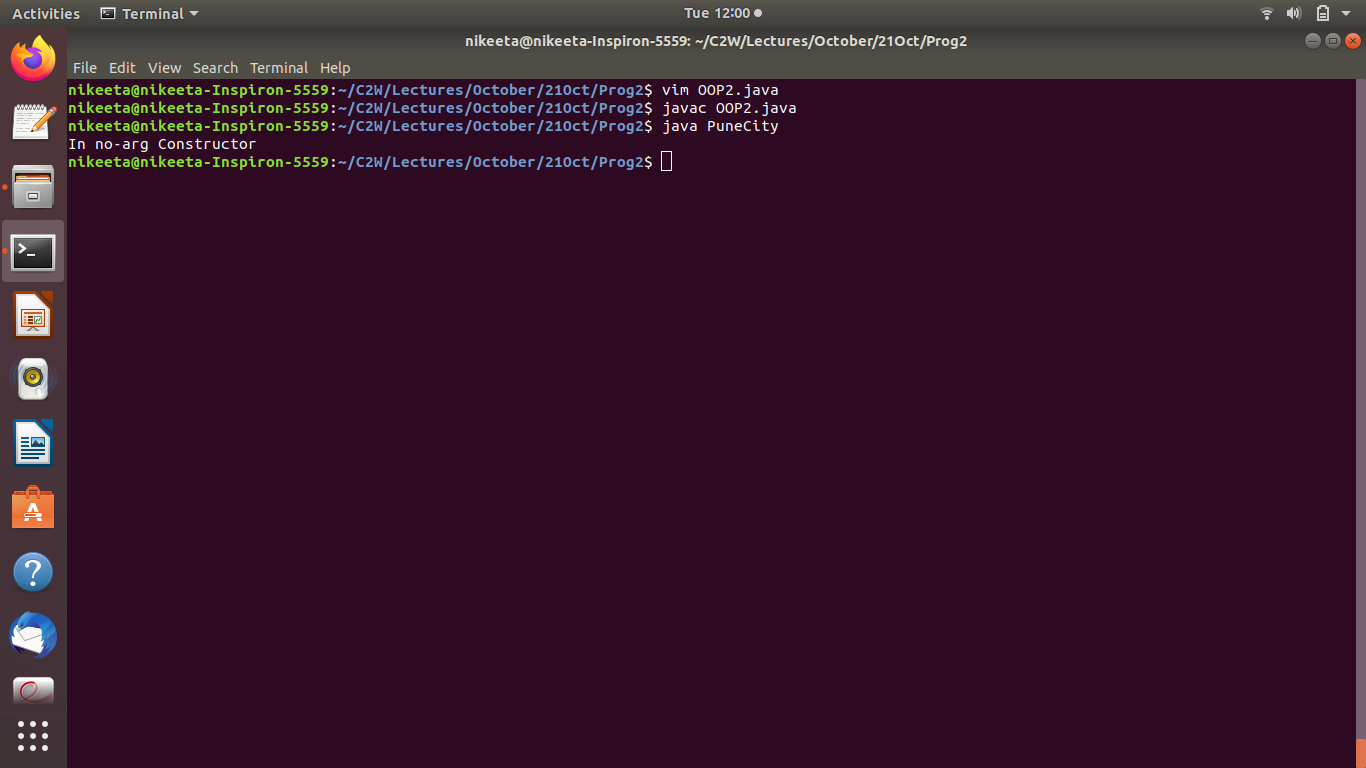 Activities Terminal Tue 12:00
nikeeta@nikeeta-Inspiron-5559: ~/C2W/Lectures/October/21Oct/Prog2
File Edit View Search Terminal Help
nikeeta@nikeeta-Inspiron-5559:~/C2W/Lectures/October/21Oct/Prog2$ vim OOP2.java
nikeeta@nikeeta-Inspiron-5559:~/C2W/Lectures/October/21Oct/Prog2$ javac OOP2.java
nikeeta@nikeeta-Inspiron-5559:~/C2W/Lectures/October/21Oct/Prog2$ java PuneCity
In no-arg Constructor
nikeeta@nikeeta-Inspiron-5559:~/C2W/Lectures/October/21Oct/Prog2$